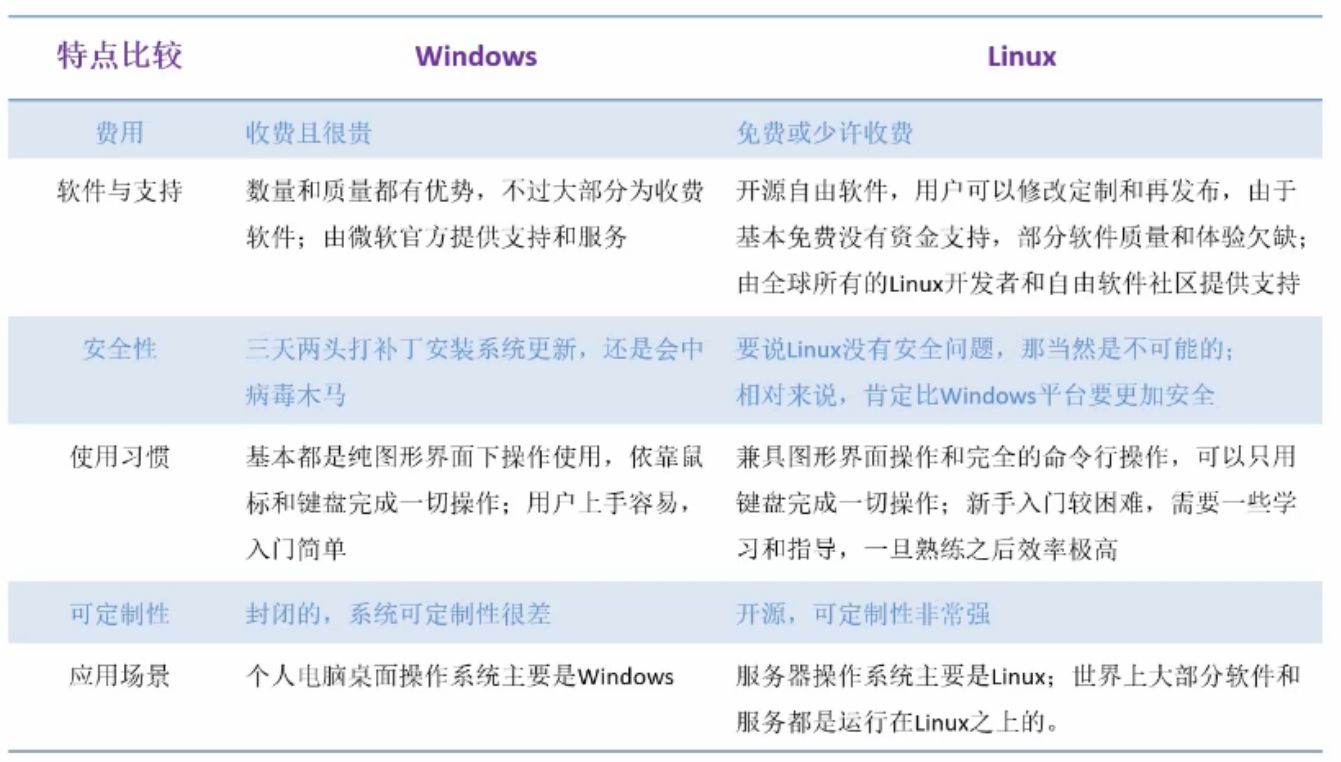 特点比较 Windows Linux
费用 收费且很贵 免费或少许收费
软件与支持 数量和质量都有优势，不过大部分为收费 开源自由软件，用户可以修改定制和再发布，由于
软件；由微软官方提供支持和服务 基本免费没有资金支持，部分软件质量和体验欠缺；
由全球所有的Linux开发者和自由软件社区提供支持
安全性 三天两头打补丁安装系统更新，还是会中 要说Linux没有安全问题，那当然是不可能的；
病毒木马 相对来说，肯定比Windows平台要更加安全
使用习惯 基本都是纯图形界面下操作使用，依靠鼠 兼具图形界面操作和完全的命令行操作，可以只用
标和键盘完成一切操作；用户上手容易， 键盘完成一切操作；新手入门较困难，需要一些学
入门简单 习和指导，一旦熟练之后效率极高
可定制性 封闭的，系统可定制性很差 开源，可定制性非常强
应用场景 个人电脑桌面操作系统主要是Windows 服务器操作系统主要是Linux；世界上大部分软件和
服务都是运行在Linux之上的。